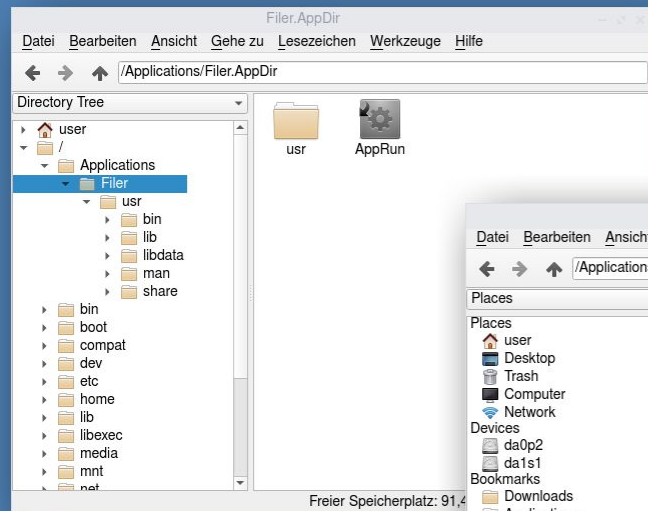 Filer.AppDir
Datei Bearbeiten Ansicht Gehe zu Lesezeichen Werkzeuge Hilfe
/Applications/Filer.AppDir
Directory Tree
user
/
Applications
Filer
usr
bin
lib
libdata
man
share
bin
boot
compat
dev
etc
home
lib
libexec
media
mnt
net
usr
AppRun
Freier Speicherplatz: 91,4
Datei Bearbeiten Ansich
/Application
Places
Places
user
Desktop
Trash
Computer
Network
Devices
da0p2
da1s1
Bookmarks
Downloads